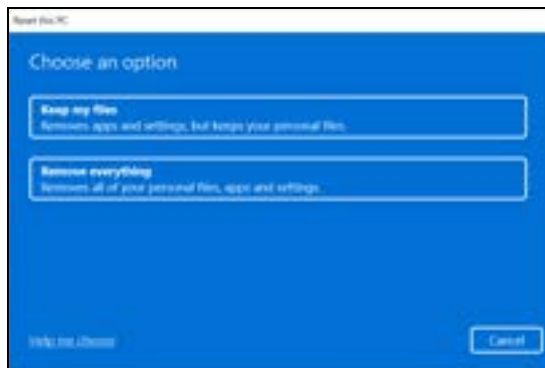 Reset this PC
Choose an option
Keep my files
Removes apps and settings, but keeps your personal files.
Remove everything
Removes all of your personal files, apps and settings.
Help me choose
Cancel